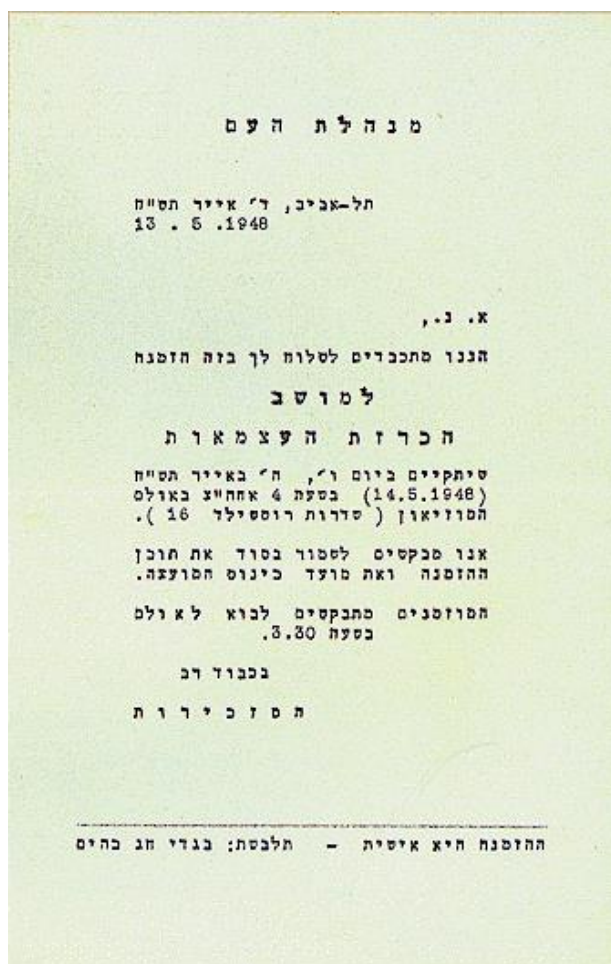 מנהלת העם
תל-אביב, ד' אייר תש"ח
13 . 5 .1948
א. נ.,
הננו מתכבדים לשלוח לך בזה הזמנה
למושב
הכרזת העצמאות
שיתקיים ביום ו', ה' באייר תש"ח
(14.5.1948) בשעה 4 אחה"צ באולם
המוזיאון ( שדרות רוטשילד 16 ).
אנו מבקשים לשמור בסוד את תוכן
ההזמנה ואת מועד כינוס המועצה.
המוזמנים מתבקשים לבוא לאולם
בשעה 3.30.
בכבוד רב
המזכירות
ההזמנה היא אישית - תלבושת: בגדי חג כהים